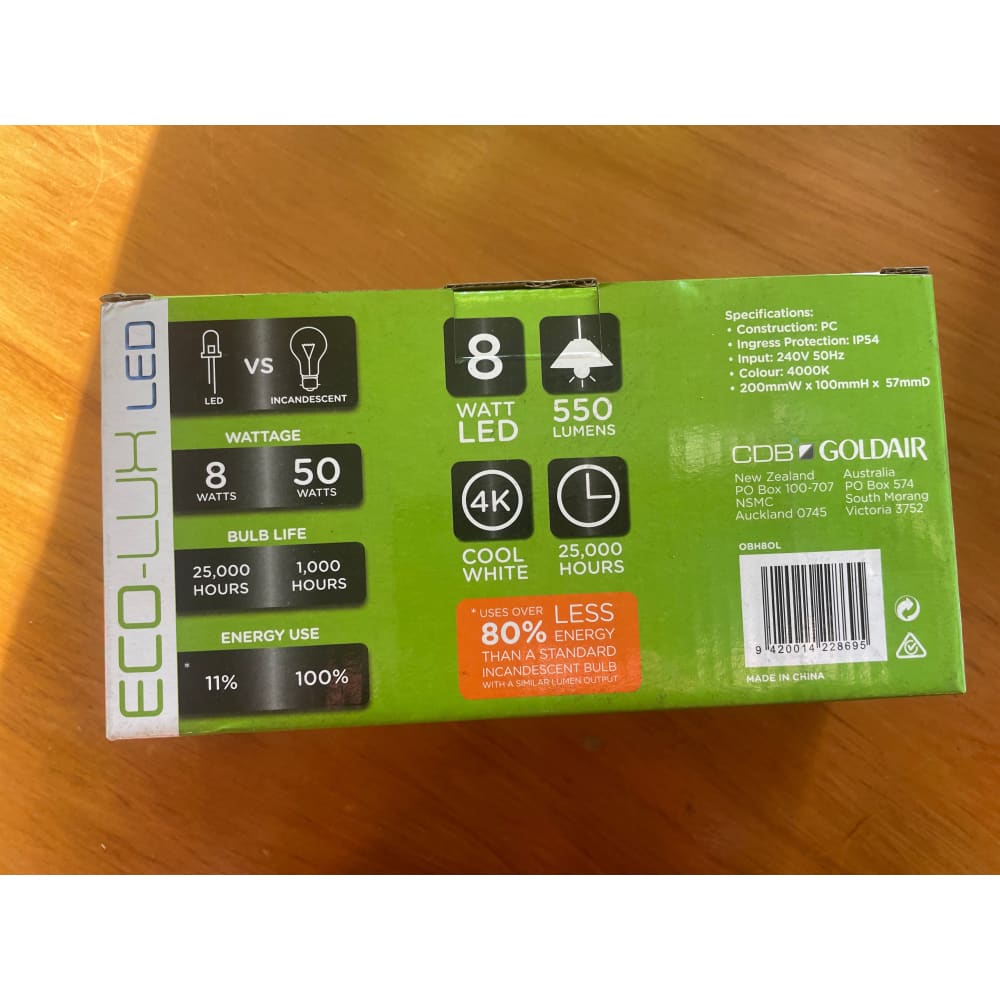 ECO-LUX LED
VS
LED
INCANDESCENT
WATTAGE
8
WATTS
50
WATTS
BULB LIFE
25,000
HOURS
1,000
HOURS
ENERGY USE
*
11%
100%
8
WATT
LED
550
LUMENS
4K
COOL
WHITE
25,000
HOURS
* USES OVER LESS
80% ENERGY
THAN A STANDARD
INCANDESCENT BULB
WITH A SIMILAR LUMEN OUTPUT
Specifications:
• Construction: PC
• Ingress Protection: IP54
• Input: 240V 50Hz
• Colour: 4000K
• 200mmW x 100mmH x 57mmD
CDB GOLDAIR
New Zealand
PO Box 100-707
NSMC
Auckland 0745
Australia
PO Box 574
South Morang
Victoria 3752
OBH8OL
9 420014 228695
MADE IN CHINA